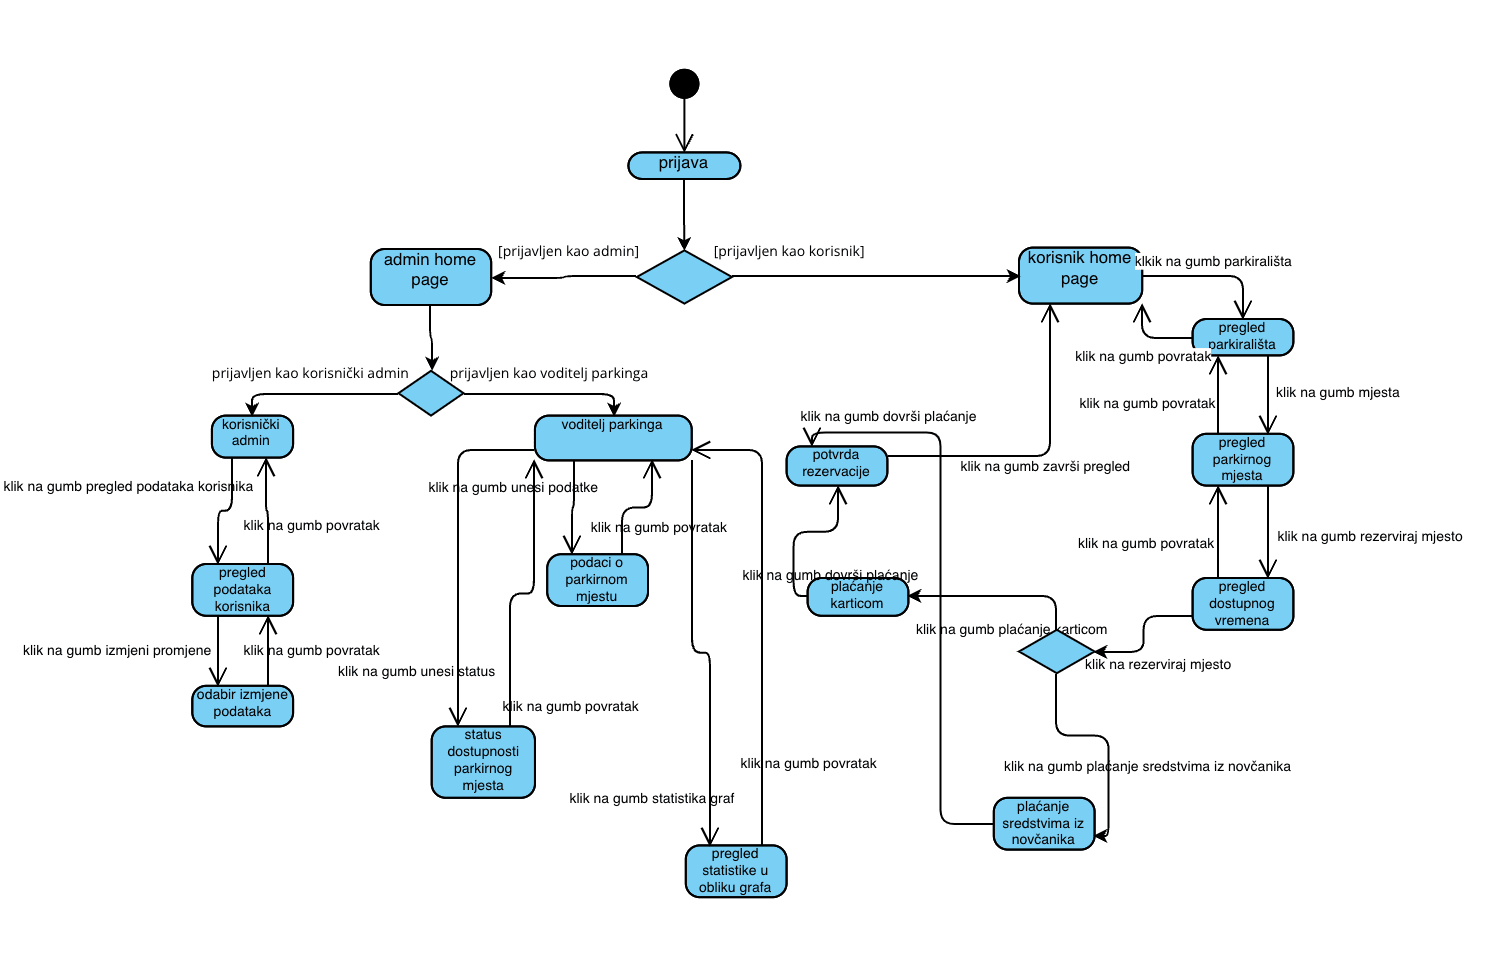 prijava
[prijavljen kao admin]
[prijavljen kao korisnik]
admin home
page
korisnik home
page
klkik na gumb parkirališta
pregled
parkirališta
klik na gumb povratak
prijavljen kao korisnički admin
prijavljen kao voditelj parkinga
klik na gumb mjesta
klik na gumb povratak
korisnički
admin
voditelj parkinga
klik na gumb dovrši plaćanje
potvrda
rezervacije
klik na gumb završi pregled
pregled
parkirnog
mjesta
klik na gumb pregled podataka korisnika
klik na gumb unesi podatke
klik na gumb povratak
klik na gumb povratak
klik na gumb povratak
klik na gumb rezerviraj mjesto
pregled
podataka
korisnika
podaci o
parkirnom
mjestu
klik na gumb dovrši plaćanje
plaćanje
karticom
pregled
dostupnog
vremena
klik na gumb plaćanje karticom
klik na rezerviraj mjesto
klik na gumb izmjeni promjene
klik na gumb povratak
klik na gumb unesi status
odabir izmjene
podataka
klik na gumb povratak
status
dostupnosti
parkirnog
mjesta
klik na gumb povratak
klik na gumb plaćanje sredstvima iz novčanika
klik na gumb statistika graf
plaćanje
sredstvima iz
novčanika
pregled
statistike u
obliku grafa